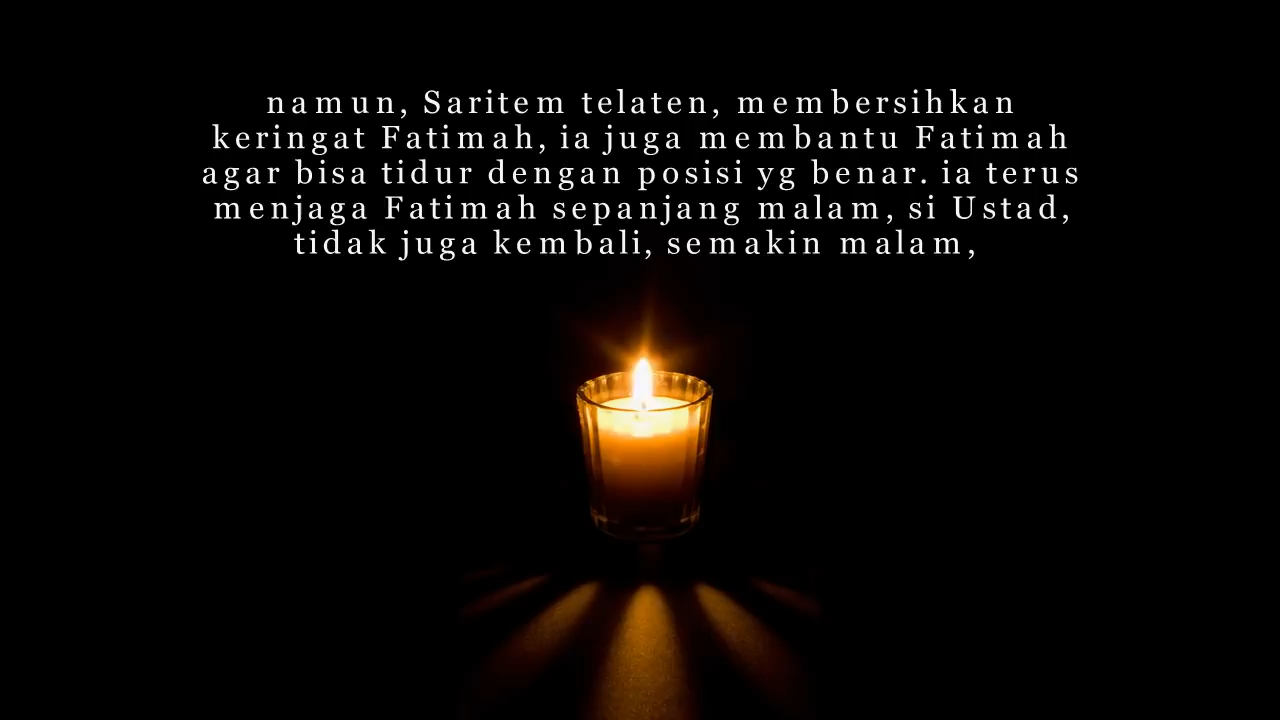 namun, Saritem telaten, membersihkan
keringat Fatimah, ia juga membantu Fatimah
agar bisa tidur dengan posisi yg benar. ia terus
menjaga Fatimah sepanjang malam, si Ustad,
tidak juga kembali, semakin malam,